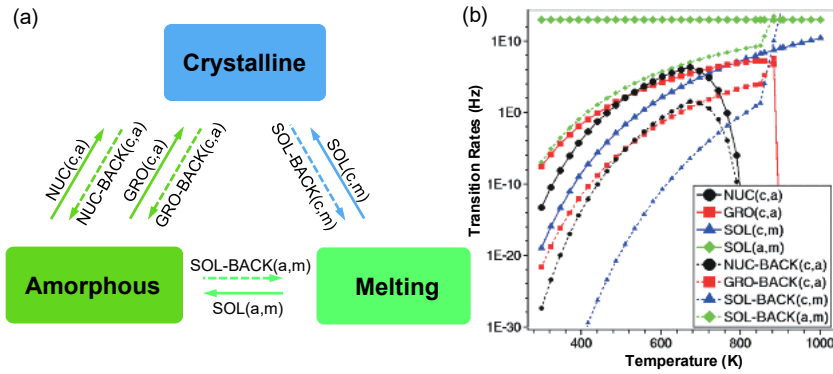 (a)
Crystalline
NUC(c,a)
NUC-BACK(c,a)
GRO(c,a)
GRO-BACK(c,a)
SOL-BACK(c,m)
SOL(c,m)
Amorphous
SOL-BACK(a,m)
SOL(a,m)
Melting
(b)
Transition Rates (Hz)
1E10
1E0
1E-10
1E-20
1E-30
NUC(c,a)
GRO(c,a)
SOL(c,m)
SOL(a,m)
NUC-BACK(c,a)
GRO-BACK(c,a)
SOL-BACK(c,m)
SOL-BACK(a,m)
400 600 800 1000
Temperature (K)